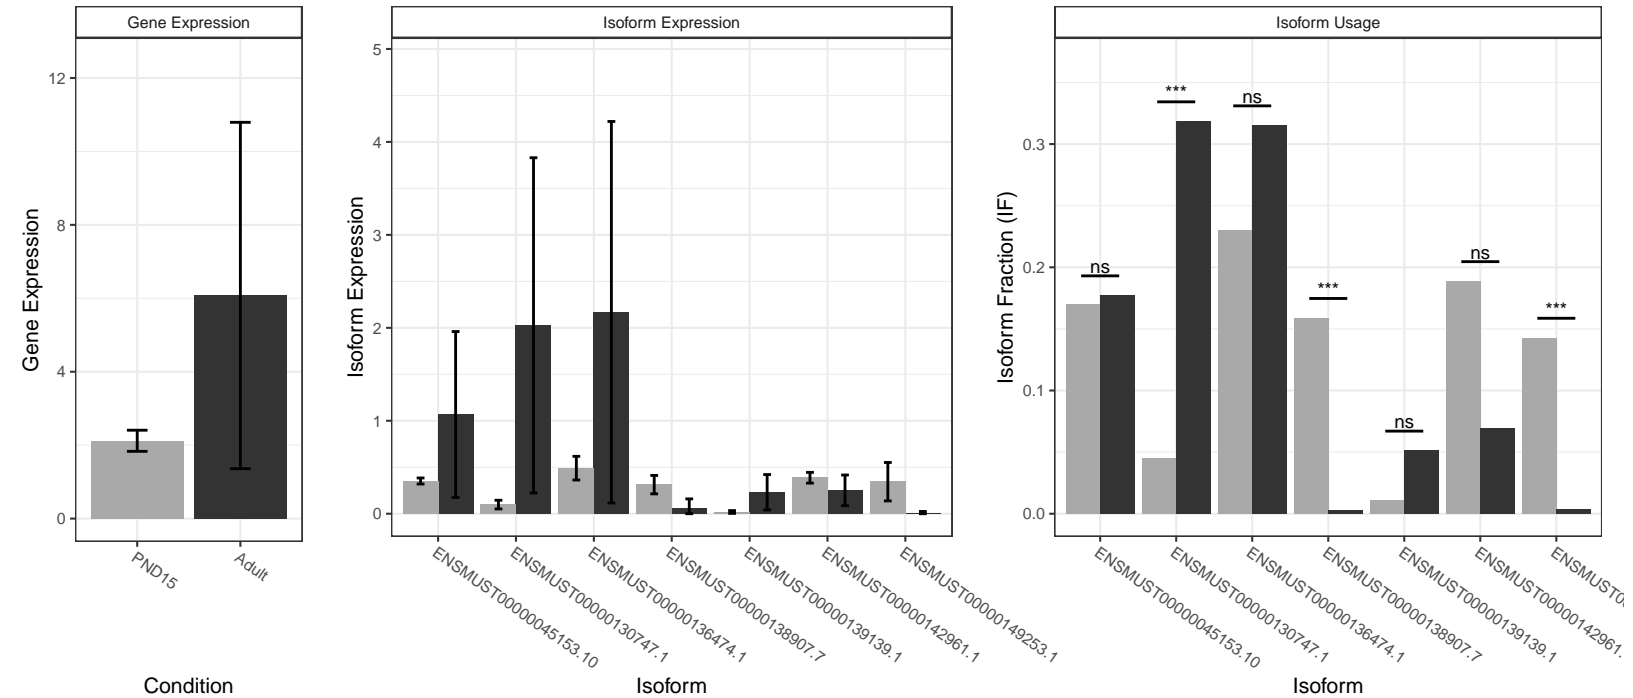 Gene Expression
Gene Expression
12
8
4
0
PND15
Adult
Condition
Isoform Expression
Isoform Expression
5
4
3
2
1
0
ENSMUST00000045153.10
ENSMUST00000130747.1
ENSMUST00000136474.1
ENSMUST00000138907.7
ENSMUST00000139139.1
ENSMUST00000142961.1
ENSMUST00000149253.1
Isoform
Isoform Usage
Isoform Fraction (IF)
0.3
0.2
0.1
0.0
ns
***
ns
***
ns
ns
***
ENSMUST00000045153.10
ENSMUST00000130747.1
ENSMUST00000136474.1
ENSMUST00000138907.7
ENSMUST00000139139.1
ENSMUST00000142961.
Isoform